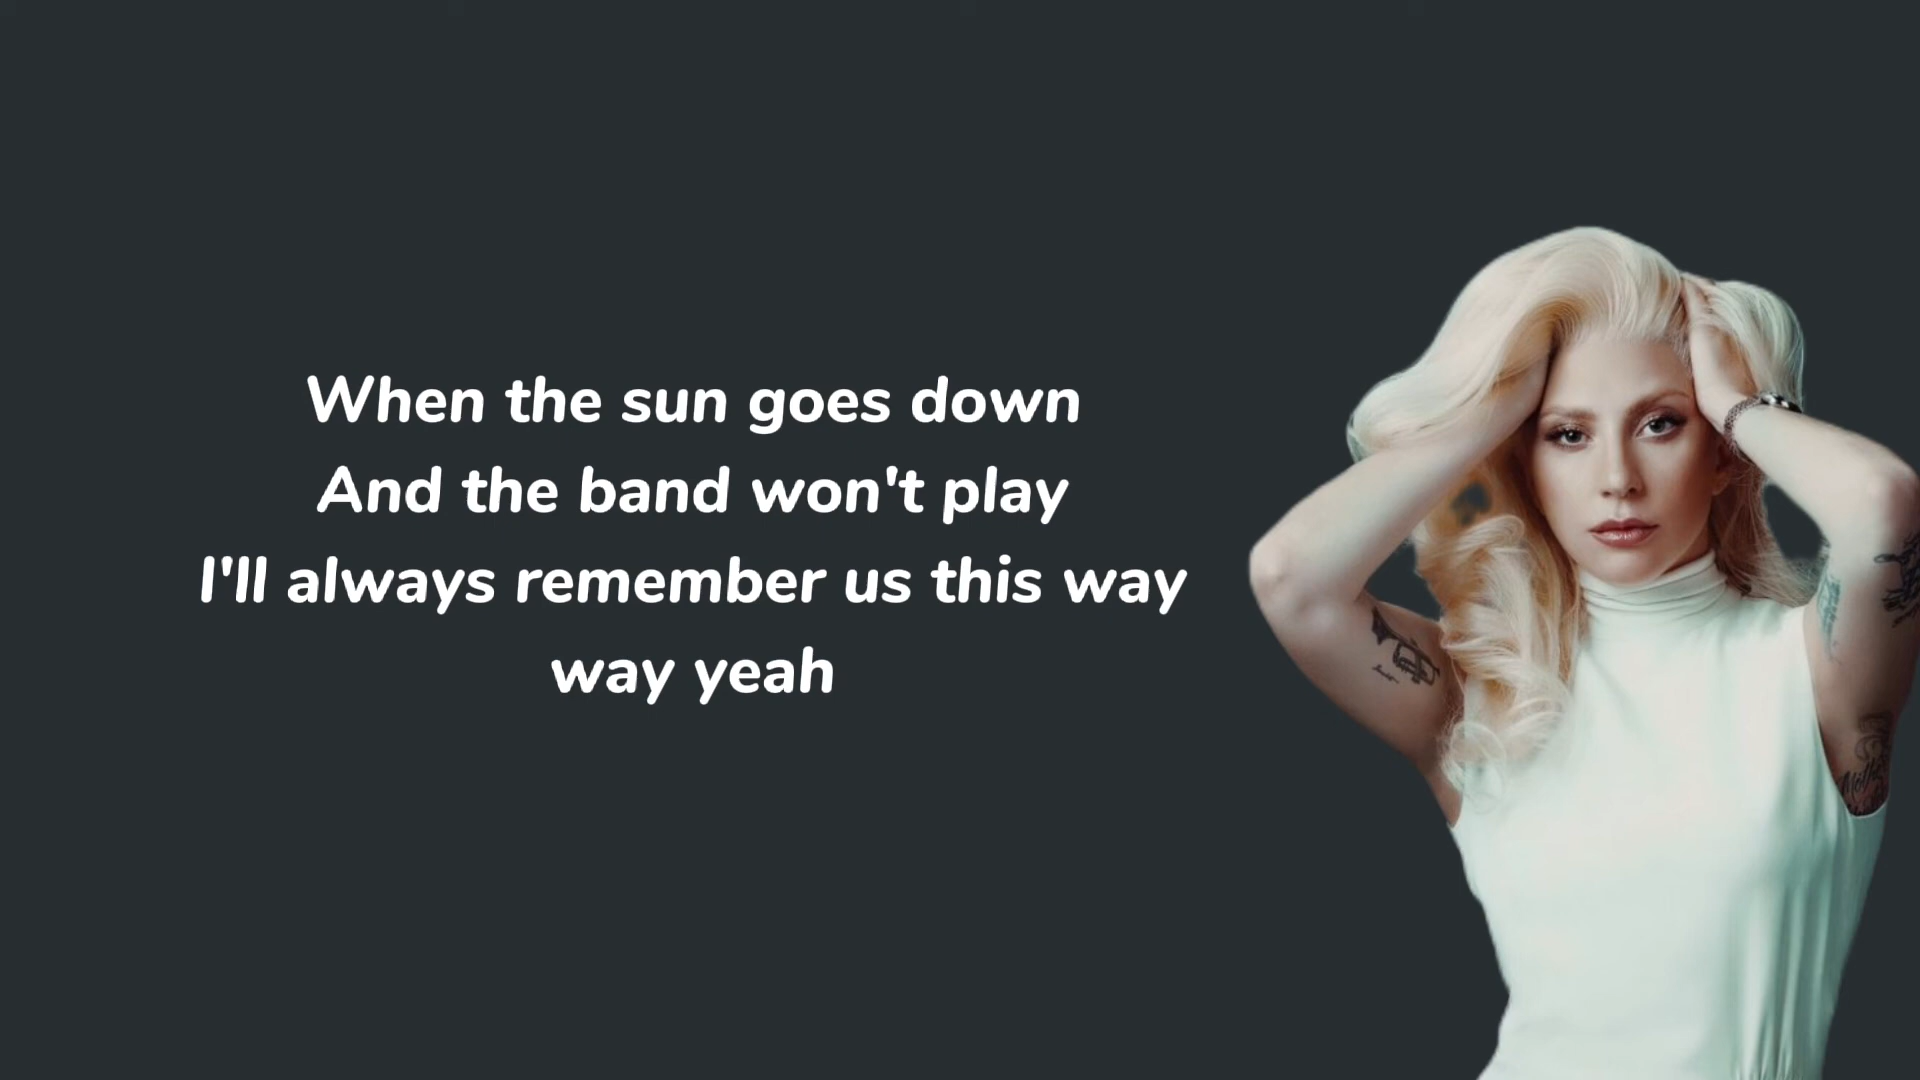 When the sun goes down
And the band won't play
I'll always remember us this way
way yeah